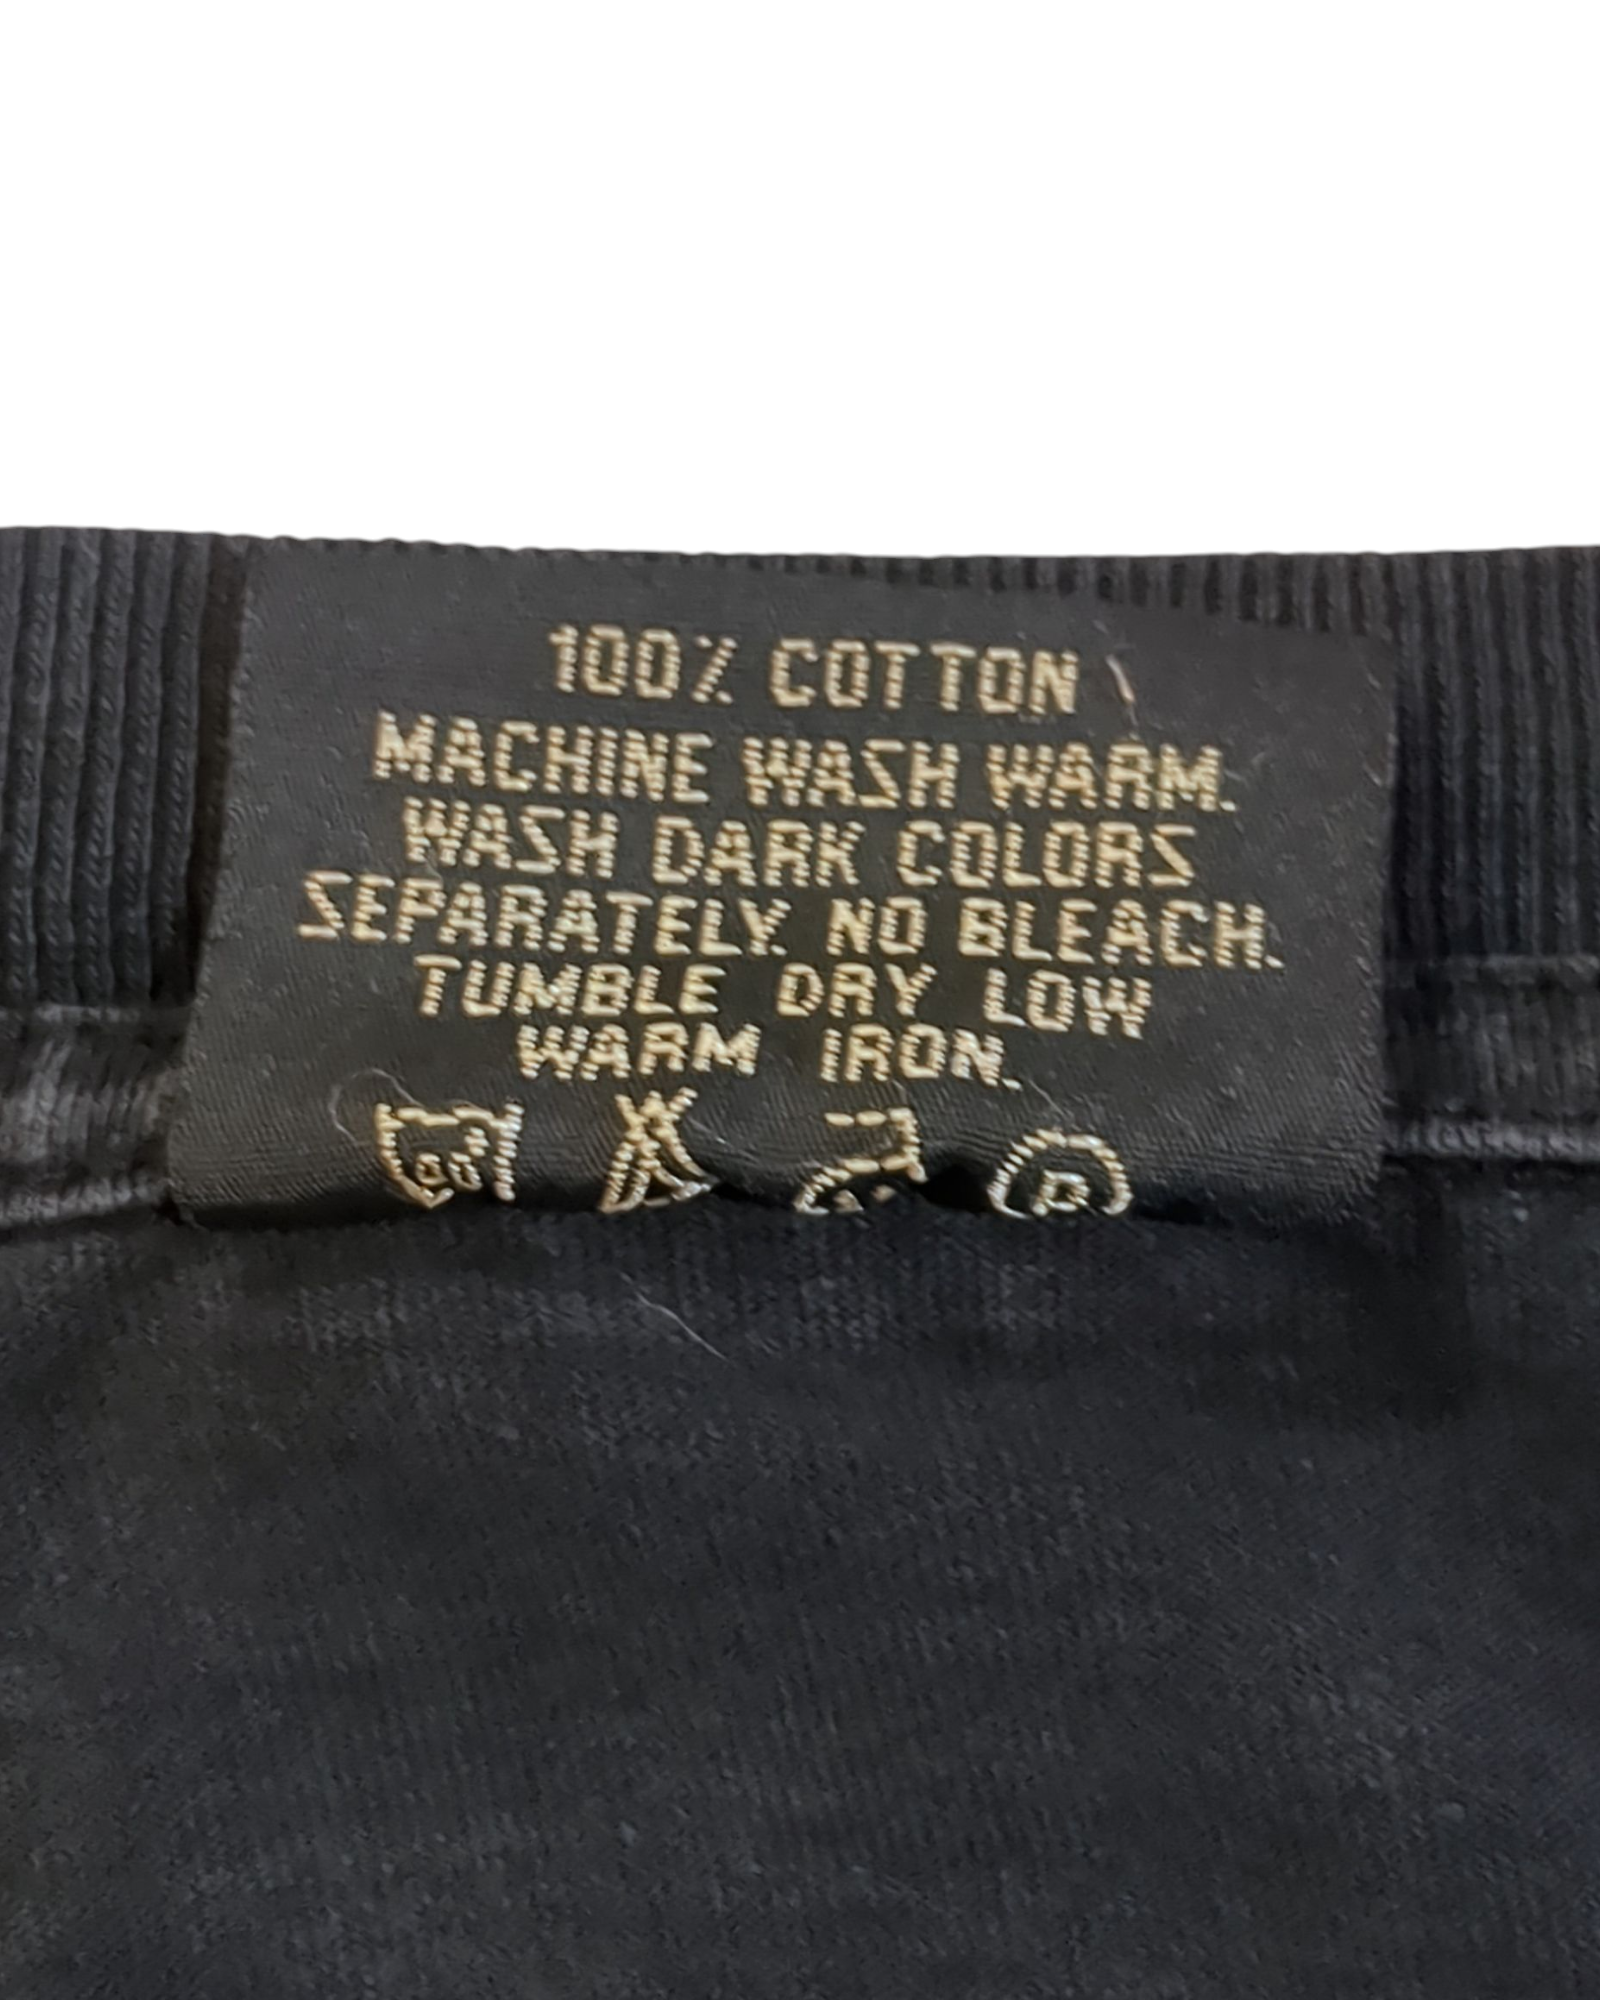 100% COTTON
MACHINE WASH WARM.
WASH DARK COLORS
SEPARATELY. NO BLEACH.
TUMBLE DRY LOW
WARM IRON.
P